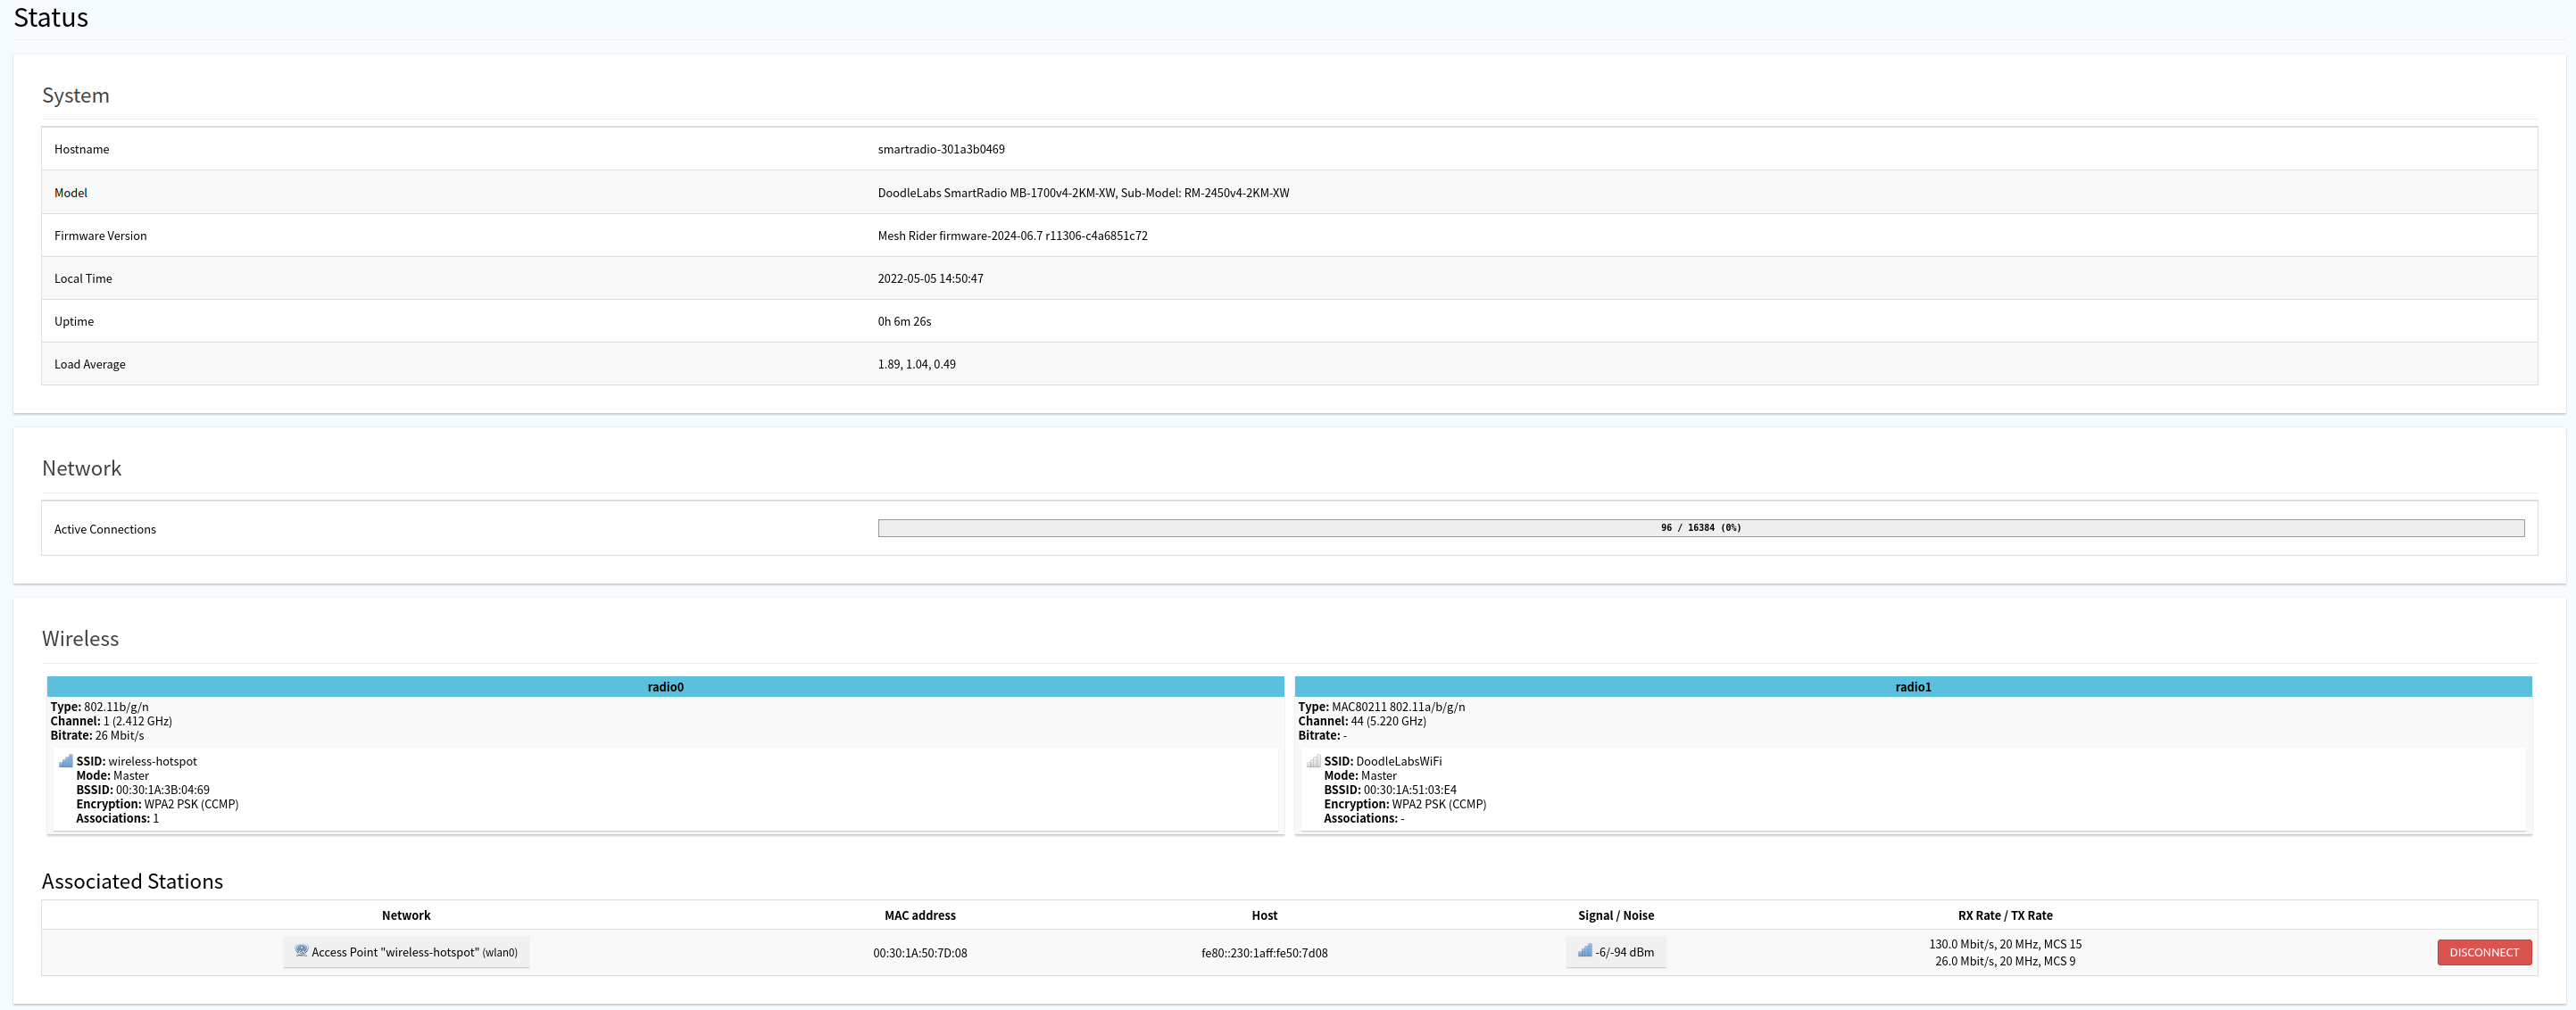 Status
System
Hostname smartradio-301a3b0469
Model DoodleLabs SmartRadio MB-1700v4-2KM-XW, Sub-Model: RM-2450v4-2KM-XW
Firmware Version Mesh Rider firmware-2024-06.7 r11306-c4a6851c72
Local Time 2022-05-05 14:50:47
Uptime 0h 6m 26s
Load Average 1.89, 1.04, 0.49
Network
Active Connections 96 / 16384 (0%)
Wireless
radio0
Type: 802.11b/g/n
Channel: 1 (2.412 GHz)
Bitrate: 26 Mbit/s
SSID: wireless-hotspot
Mode: Master
BSSID: 00:30:1A:3B:04:69
Encryption: WPA2 PSK (CCMP)
Associations: 1
radio1
Type: MAC80211 802.11a/b/g/n
Channel: 44 (5.220 GHz)
Bitrate: -
SSID: DoodleLabsWiFi
Mode: Master
BSSID: 00:30:1A:51:03:E4
Encryption: WPA2 PSK (CCMP)
Associations: -
Associated Stations
Network MAC address Host Signal / Noise RX Rate / TX Rate
Access Point "wireless-hotspot" (wlan0) 00:30:1A:50:7D:08 fe80::230:1aff:fe50:7d08 -6/-94 dBm 130.0 Mbit/s, 20 MHz, MCS 15
26.0 Mbit/s, 20 MHz, MCS 9
DISCONNECT